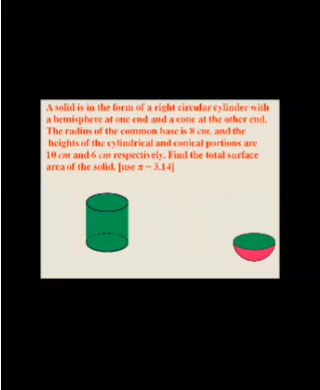 A solid is in the form of a right circular cylinder with
a hemisphere at one end and a cone at the other end.
The radius of the common base is 8 cm. and the
heights of the cylindrical and conical portions are
10 cm and 6 cm respectively. Find the total surface
area of the solid. [use π = 3.14]